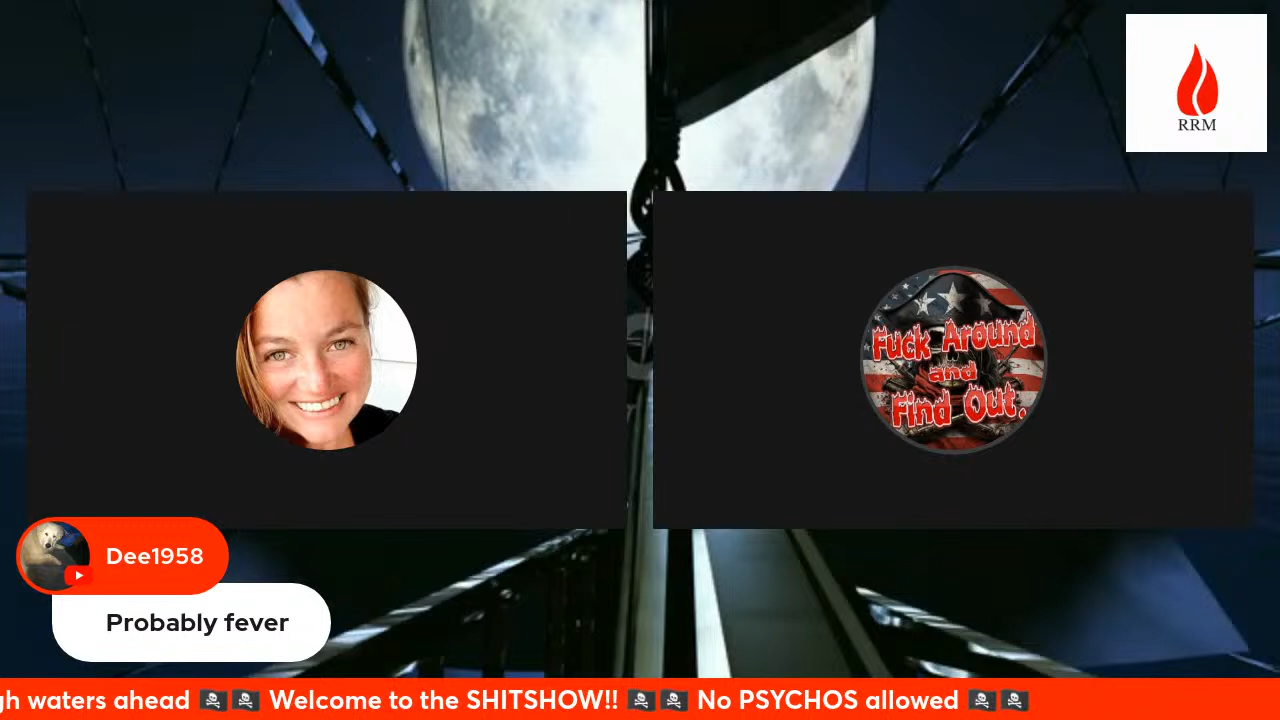 RRM
Fuck Around
and
Find Out.
Dee1958
Probably fever
gh waters ahead 🏴‍☠️🏴‍☠️ Welcome to the SHITSHOW!! 🏴‍☠️🏴‍☠️ No PSYCHOS allowed 🏴‍☠️🏴‍☠️